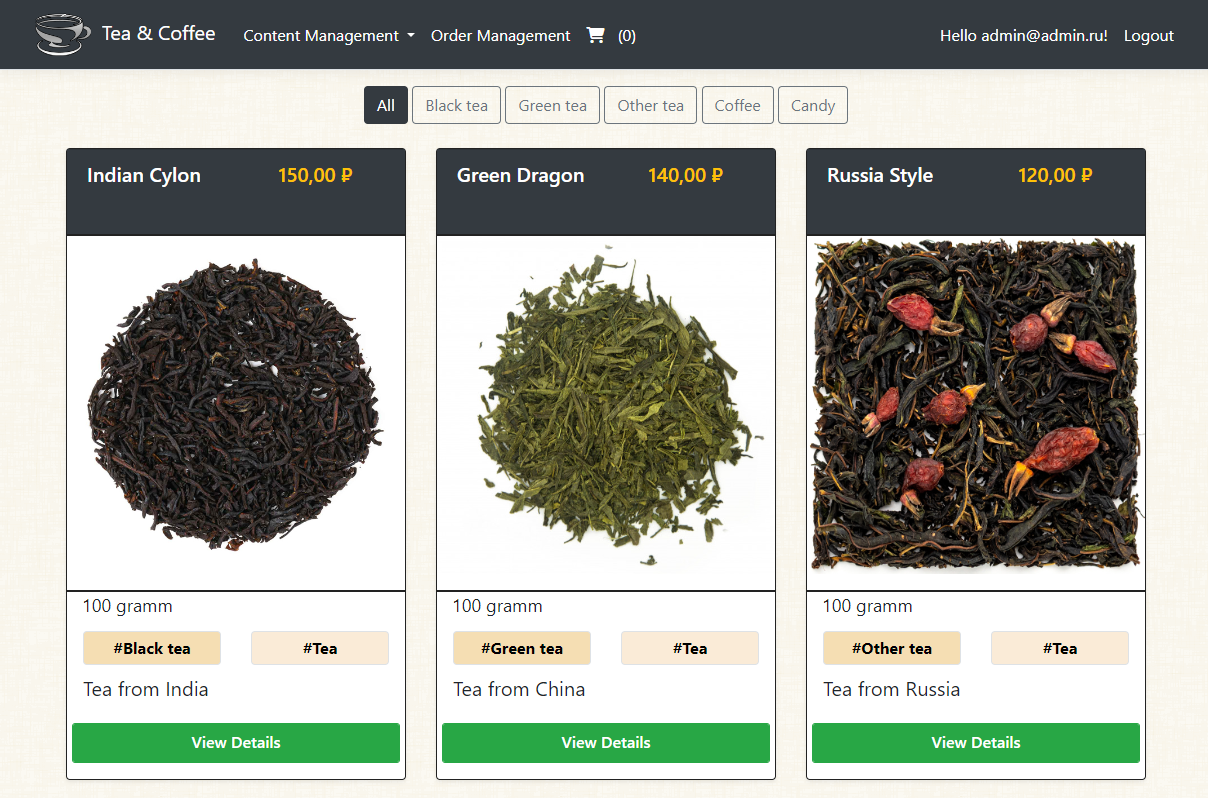 Tea & Coffee Content Management Order Management (0) Hello admin@admin.ru! Logout
All Black tea Green tea Other tea Coffee Candy
Indian Cylon 150,00 ₽
100 gramm
#Black tea #Tea
Tea from India
View Details
Green Dragon 140,00 ₽
100 gramm
#Green tea #Tea
Tea from China
View Details
Russia Style 120,00 ₽
100 gramm
#Other tea #Tea
Tea from Russia
View Details